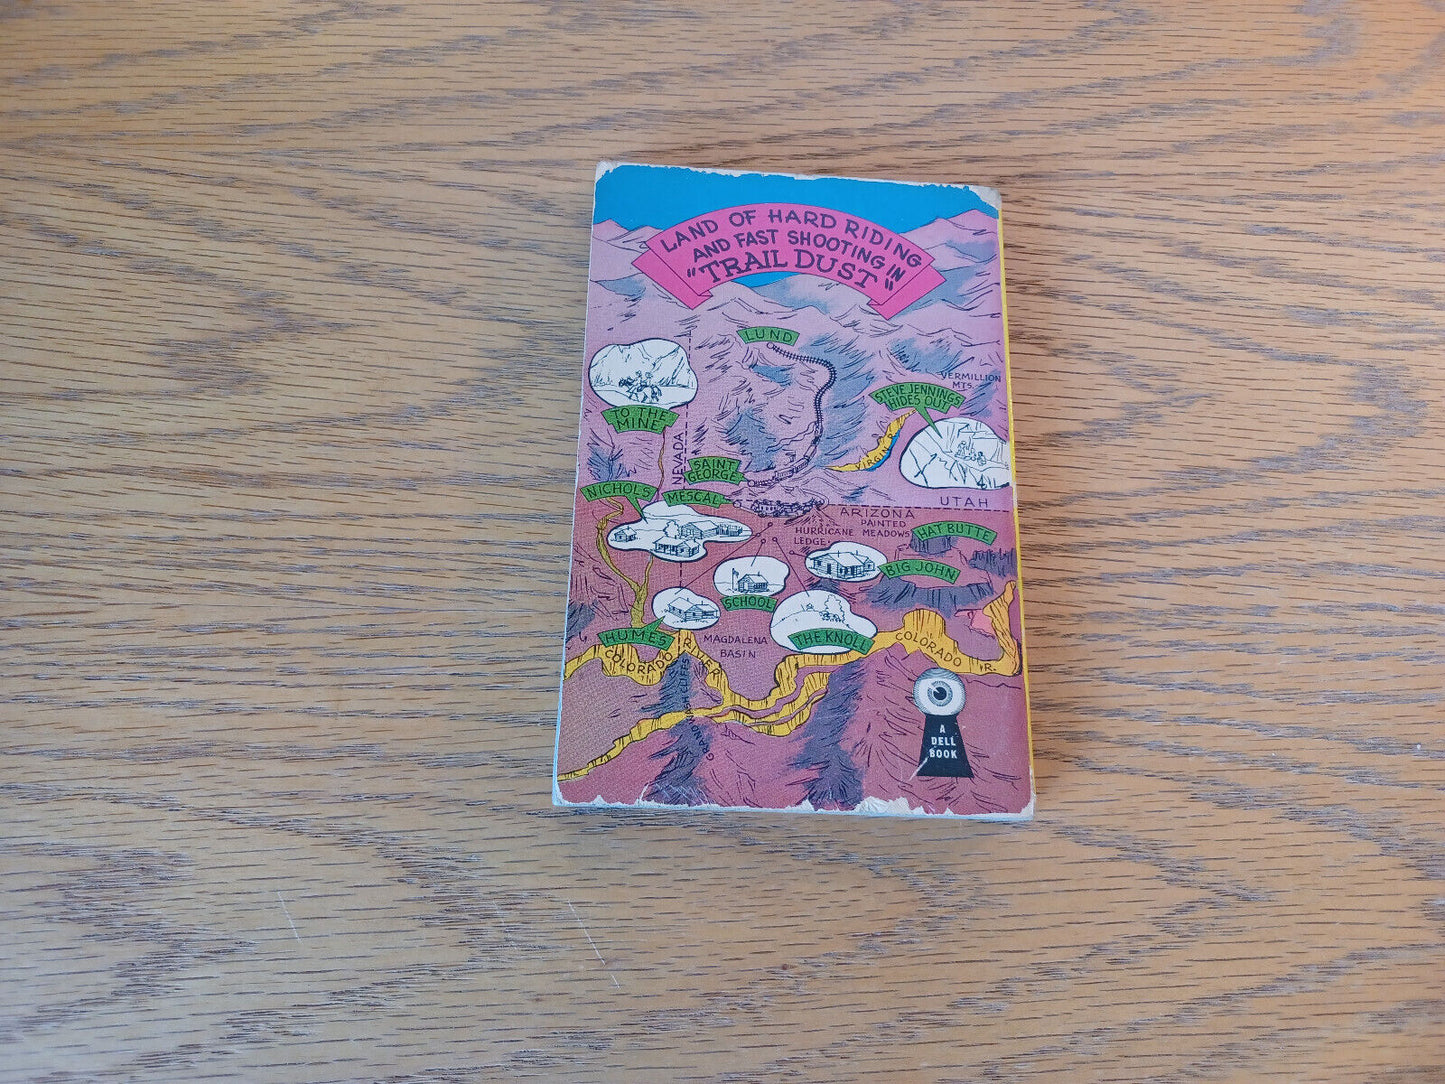 LAND OF HARD RIDING
AND FAST SHOOTING IN
"TRAIL DUST"
LUND
VERMILLION
MTS.
STEVE JENNINGS
HIDES OUT
TO THE
MINE
NEVADA
VIRGIN R.
SAINT
GEORGE
NICHOLS
MESCAL
UTAH
ARIZONA
PAINTED
MEADOWS
HURRICANE
LEDGE
HAT BUTTE
BIG JOHN
SCHOOL
HUMES
THE KNOLL
MAGDALENA
BASIN
COLORADO RIVER
COLORADO R.
GRAND CLIFFS
A
DELL
BOOK